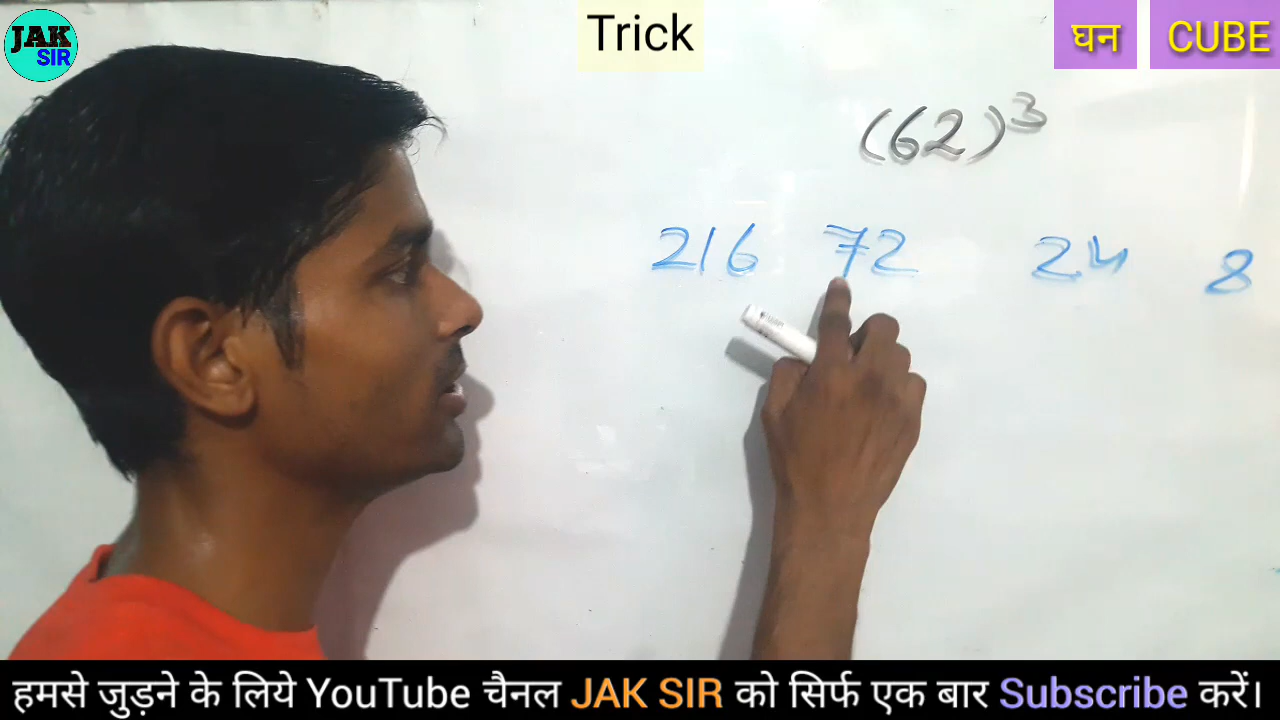 JAK
SIR
Trick
घन
CUBE
(62)³
216 72 24 8
हमसे जुड़ने के लिये YouTube चैनल JAK SIR को सिर्फ एक बार Subscribe करें।